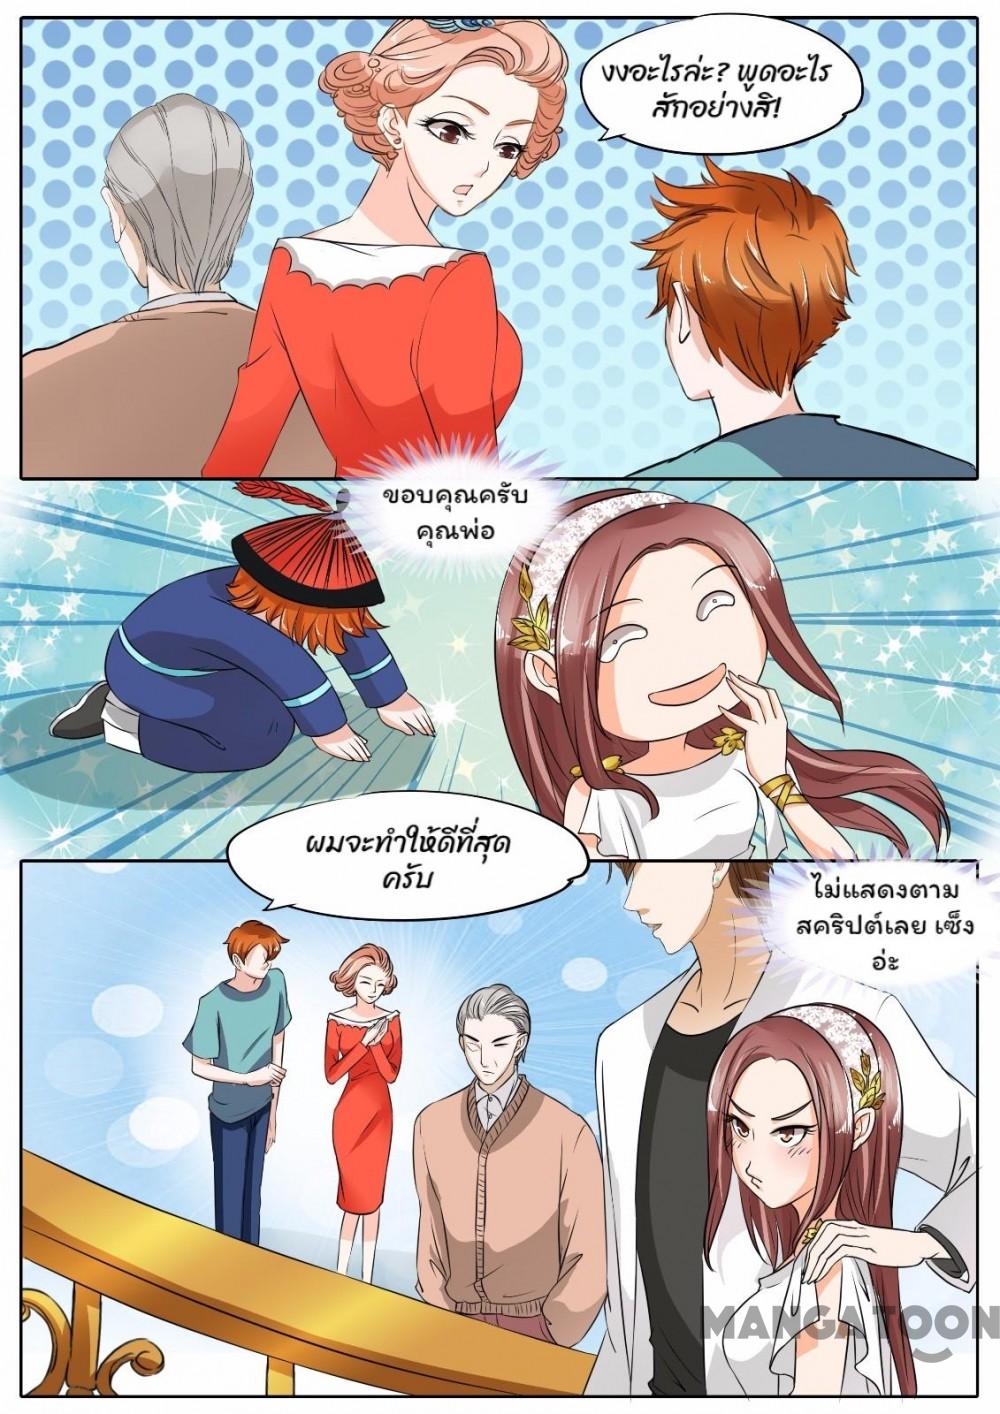 งงอะไรล่ะ? พูดอะไร
สักอย่างสิ!
ขอบคุณครับ
คุณพ่อ
ผมจะทำให้ดีที่สุด
ครับ
ไม่แสดงตาม
สคริปต์เลย เซ็ง
อ่ะ
MANGATOON